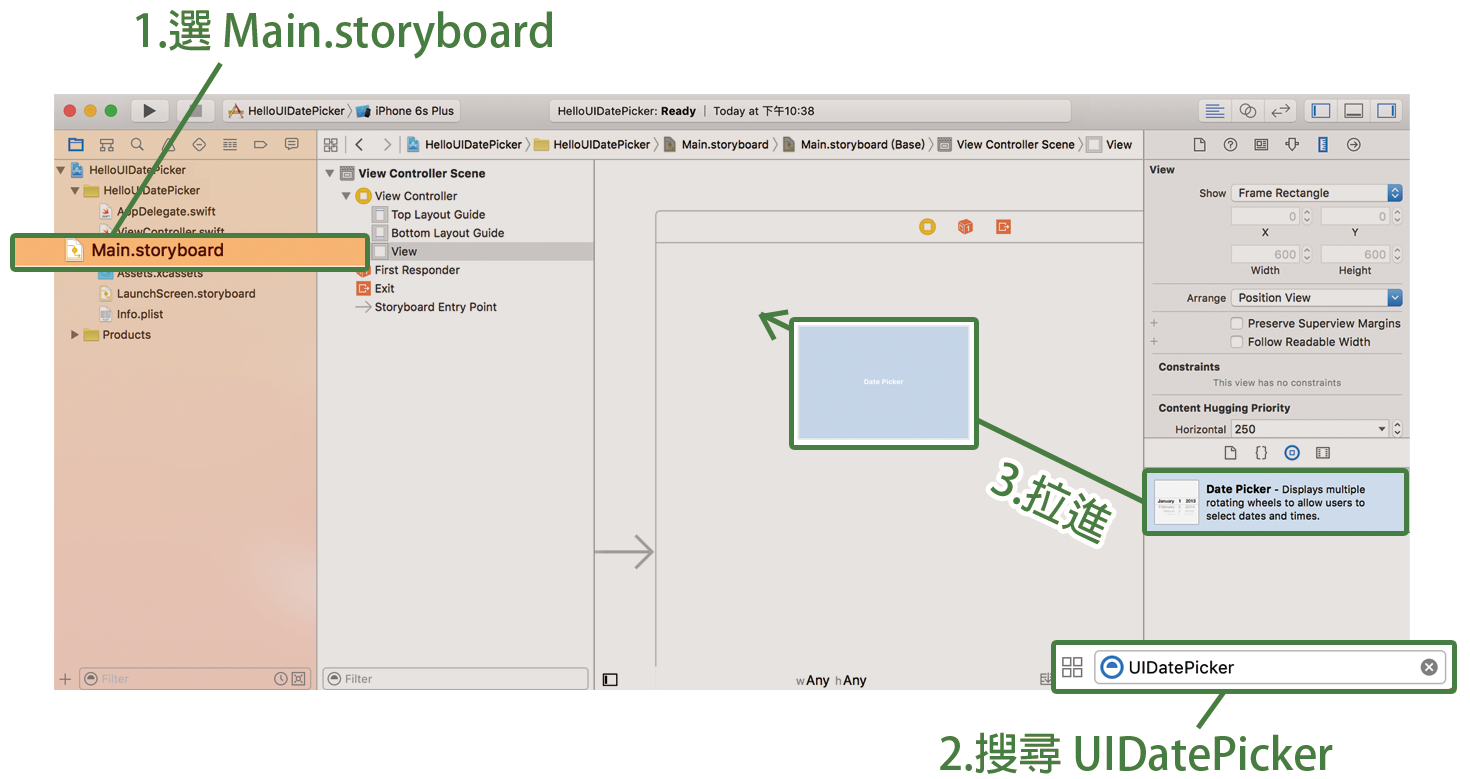 1.選 Main.storyboard
HelloUIDatePicker
iPhone 6s Plus
HelloUIDatePicker: Ready | Today at 下午10:38
HelloUIDatePicker
HelloUIDatePicker
Main.storyboard
Main.storyboard (Base)
View Controller Scene
View
HelloUIDatePicker
HelloUIDatePicker
AppDelegate.swift
ViewController.swift
Main.storyboard
Assets.xcassets
LaunchScreen.storyboard
Info.plist
Products
Filter
View Controller Scene
View Controller
Top Layout Guide
Bottom Layout Guide
View
First Responder
Exit
Storyboard Entry Point
Filter
Date Picker
3.拉進
wAny hAny
View
Show Frame Rectangle
0 0
X Y
600 600
Width Height
Arrange Position View
Preserve Superview Margins
Follow Readable Width
Constraints
This view has no constraints
Content Hugging Priority
Horizontal 250
Date Picker - Displays multiple
rotating wheels to allow users to
select dates and times.
UIDatePicker
2.搜尋 UIDatePicker